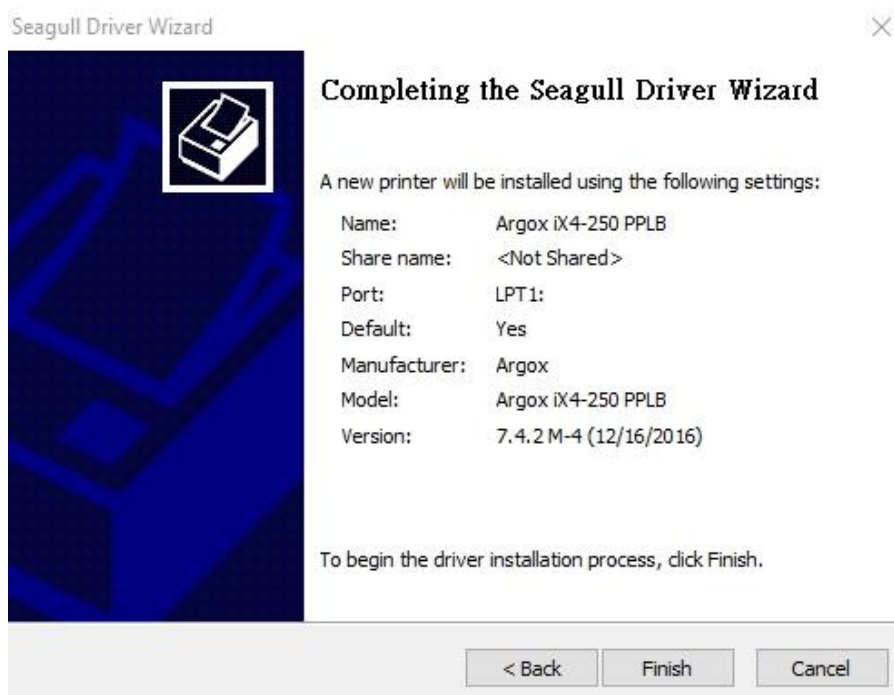 Seagull Driver Wizard
Completing the Seagull Driver Wizard
A new printer will be installed using the following settings:
Name: Argox iX4-250 PPLB
Share name: <Not Shared>
Port: LPT1:
Default: Yes
Manufacturer: Argox
Model: Argox iX4-250 PPLB
Version: 7.4.2 M-4 (12/16/2016)
To begin the driver installation process, click Finish.
< Back Finish Cancel